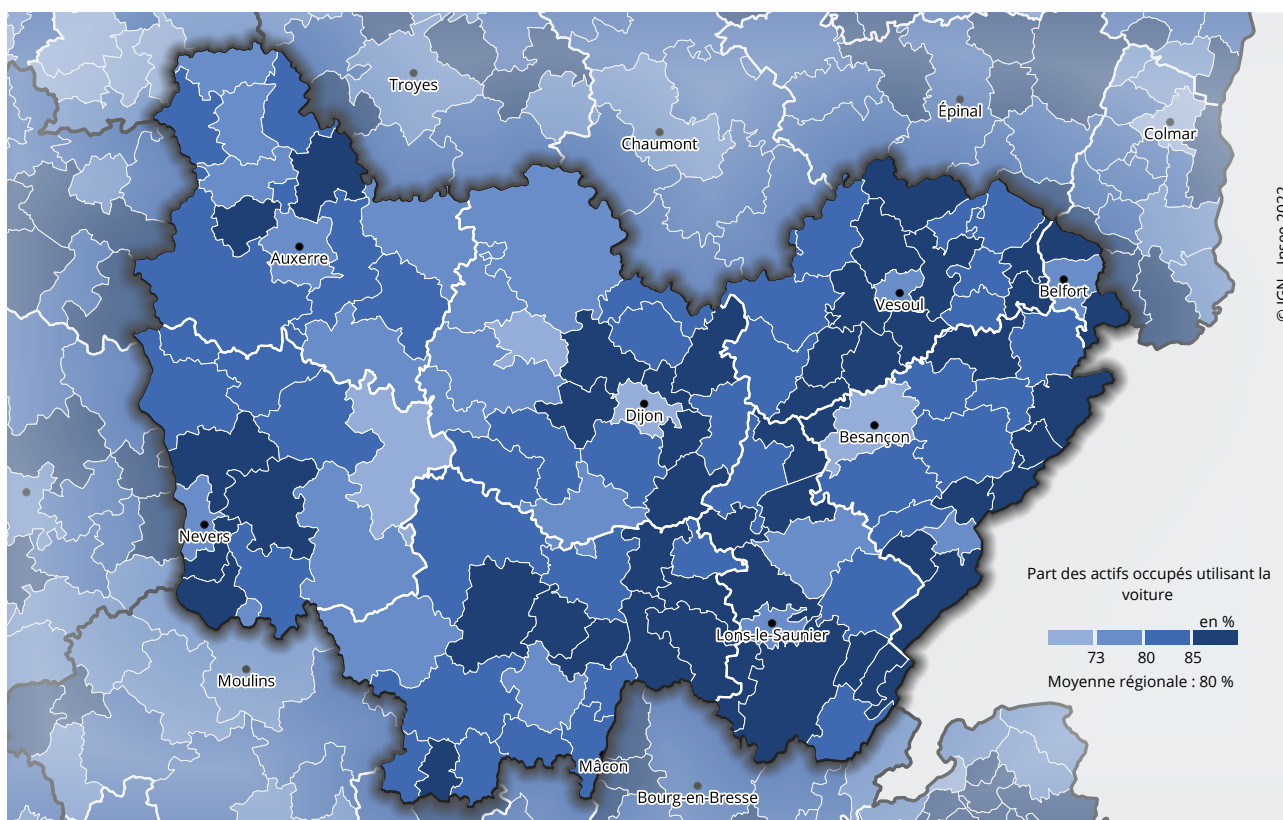 Troyes
Chaumont
Épinal
Colmar
Auxerre
Vesoul
Belfort
Dijon
Besançon
Nevers
Lons-le-Saunier
Moulins
Mâcon
Bourg-en-Bresse
© IGN - Insee 2022
Part des actifs occupés utilisant la
voiture
en %
73 80 85
Moyenne régionale : 80 %